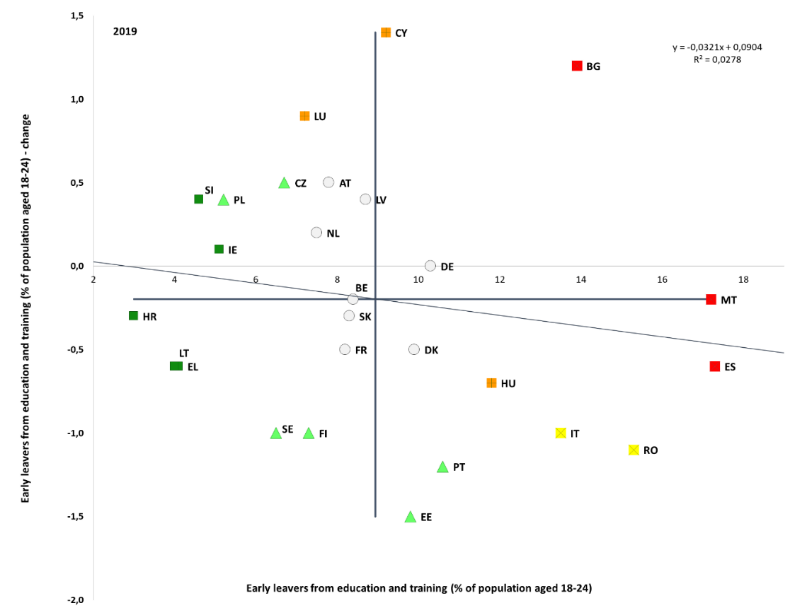 1,5
2019
CY
y = -0,0321x + 0,0904
R² = 0,0278
BG
1,0
LU
0,5
CZ
AT
SI
PL
LV
NL
IE
0,0
DE
2
4
6
8
10
12
14
16
18
BE
MT
HR
SK
-0,5
LT
EL
FR
DK
ES
HU
-1,0
SE
FI
IT
RO
PT
-1,5
EE
-2,0
Early leavers from education and training (% of population aged 18-24) - change
Early leavers from education and training (% of population aged 18-24)